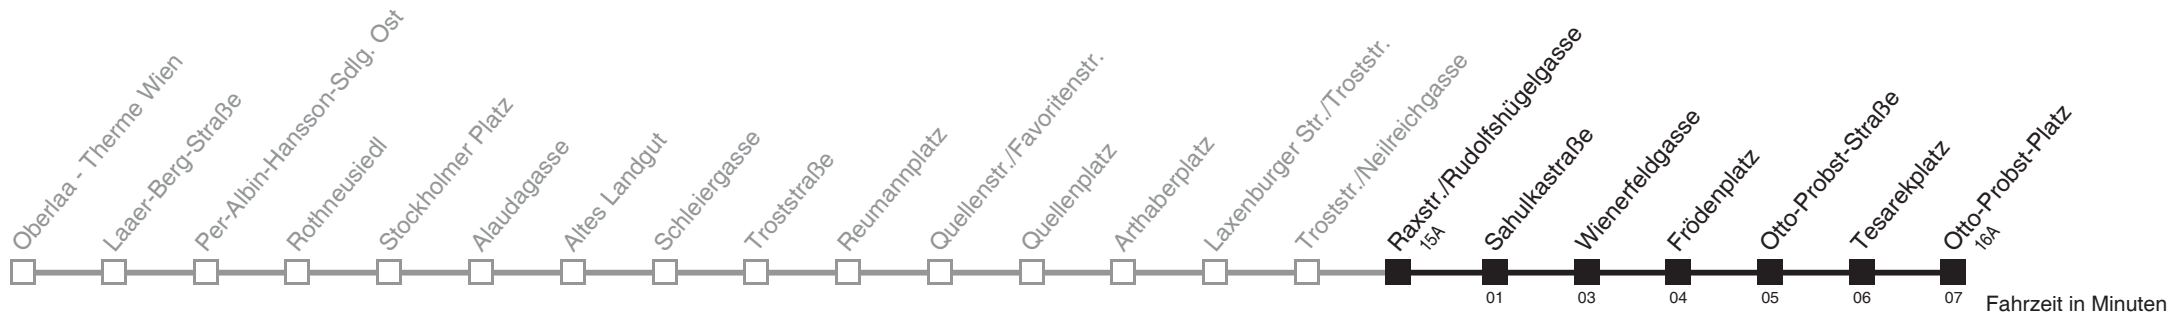 Oberlaa - Therme Wien
Laaer-Berg-Straße
Per-Albin-Hansson-Sdlg. Ost
Rothneusiedl
Stockholmer Platz
Alaudagasse
Altes Landgut
Schleiergasse
Troststraße
Reumannplatz
Quellenstr./Favoritenstr.
Quellenplatz
Arthaberplatz
Laxenburger Str./Troststr.
Troststr./Neilreichgasse
Raxstr./Rudolfshügelgasse
15A
Sahulkastraße
Wienerfeldgasse
Frödenplatz
Otto-Probst-Straße
Tesarekplatz
Otto-Probst-Platz
16A
01 03 04 05 06 07 Fahrzeit in Minuten